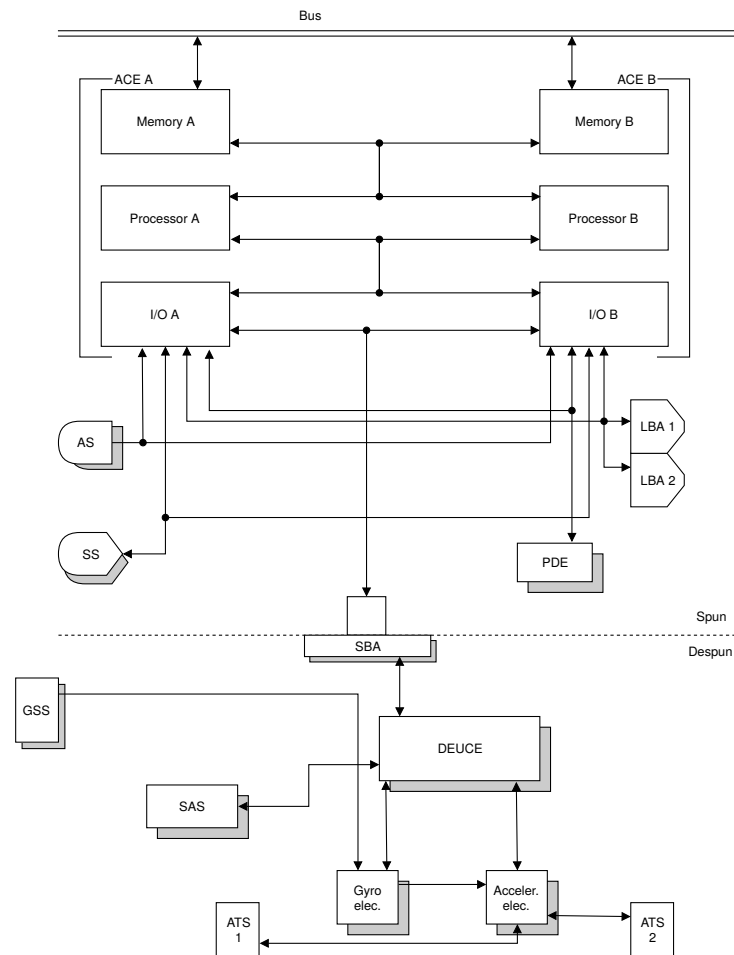 Bus
ACE A
ACE B
Memory A
Memory B
Processor A
Processor B
I/O A
I/O B
AS
LBA 1
LBA 2
SS
PDE
Spun
SBA
Despun
GSS
DEUCE
SAS
Gyro
elec.
Acceler.
elec.
ATS
1
ATS
2